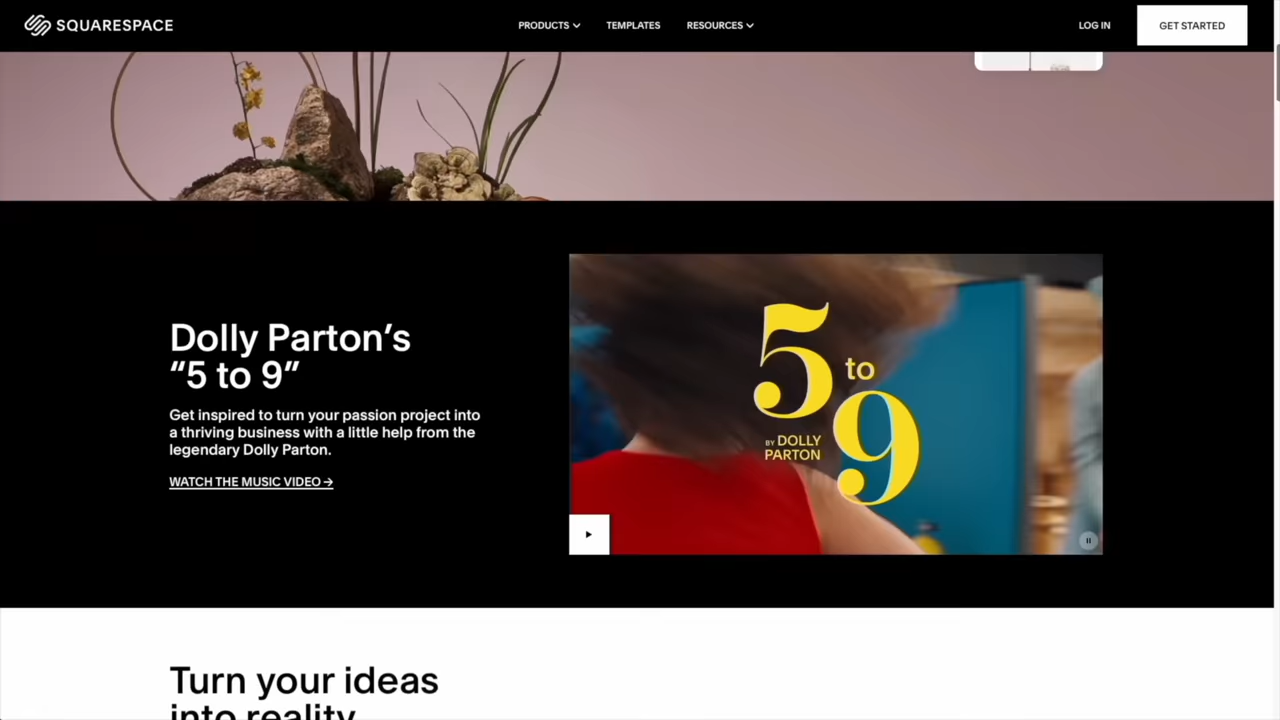 SQUARESPACE
PRODUCTS
TEMPLATES
RESOURCES
LOG IN
GET STARTED
Dolly Parton’s
“5 to 9”
Get inspired to turn your passion project into
a thriving business with a little help from the
legendary Dolly Parton.
WATCH THE MUSIC VIDEO →
5
to
9
BY DOLLY
PARTON
Turn your ideas
into reality